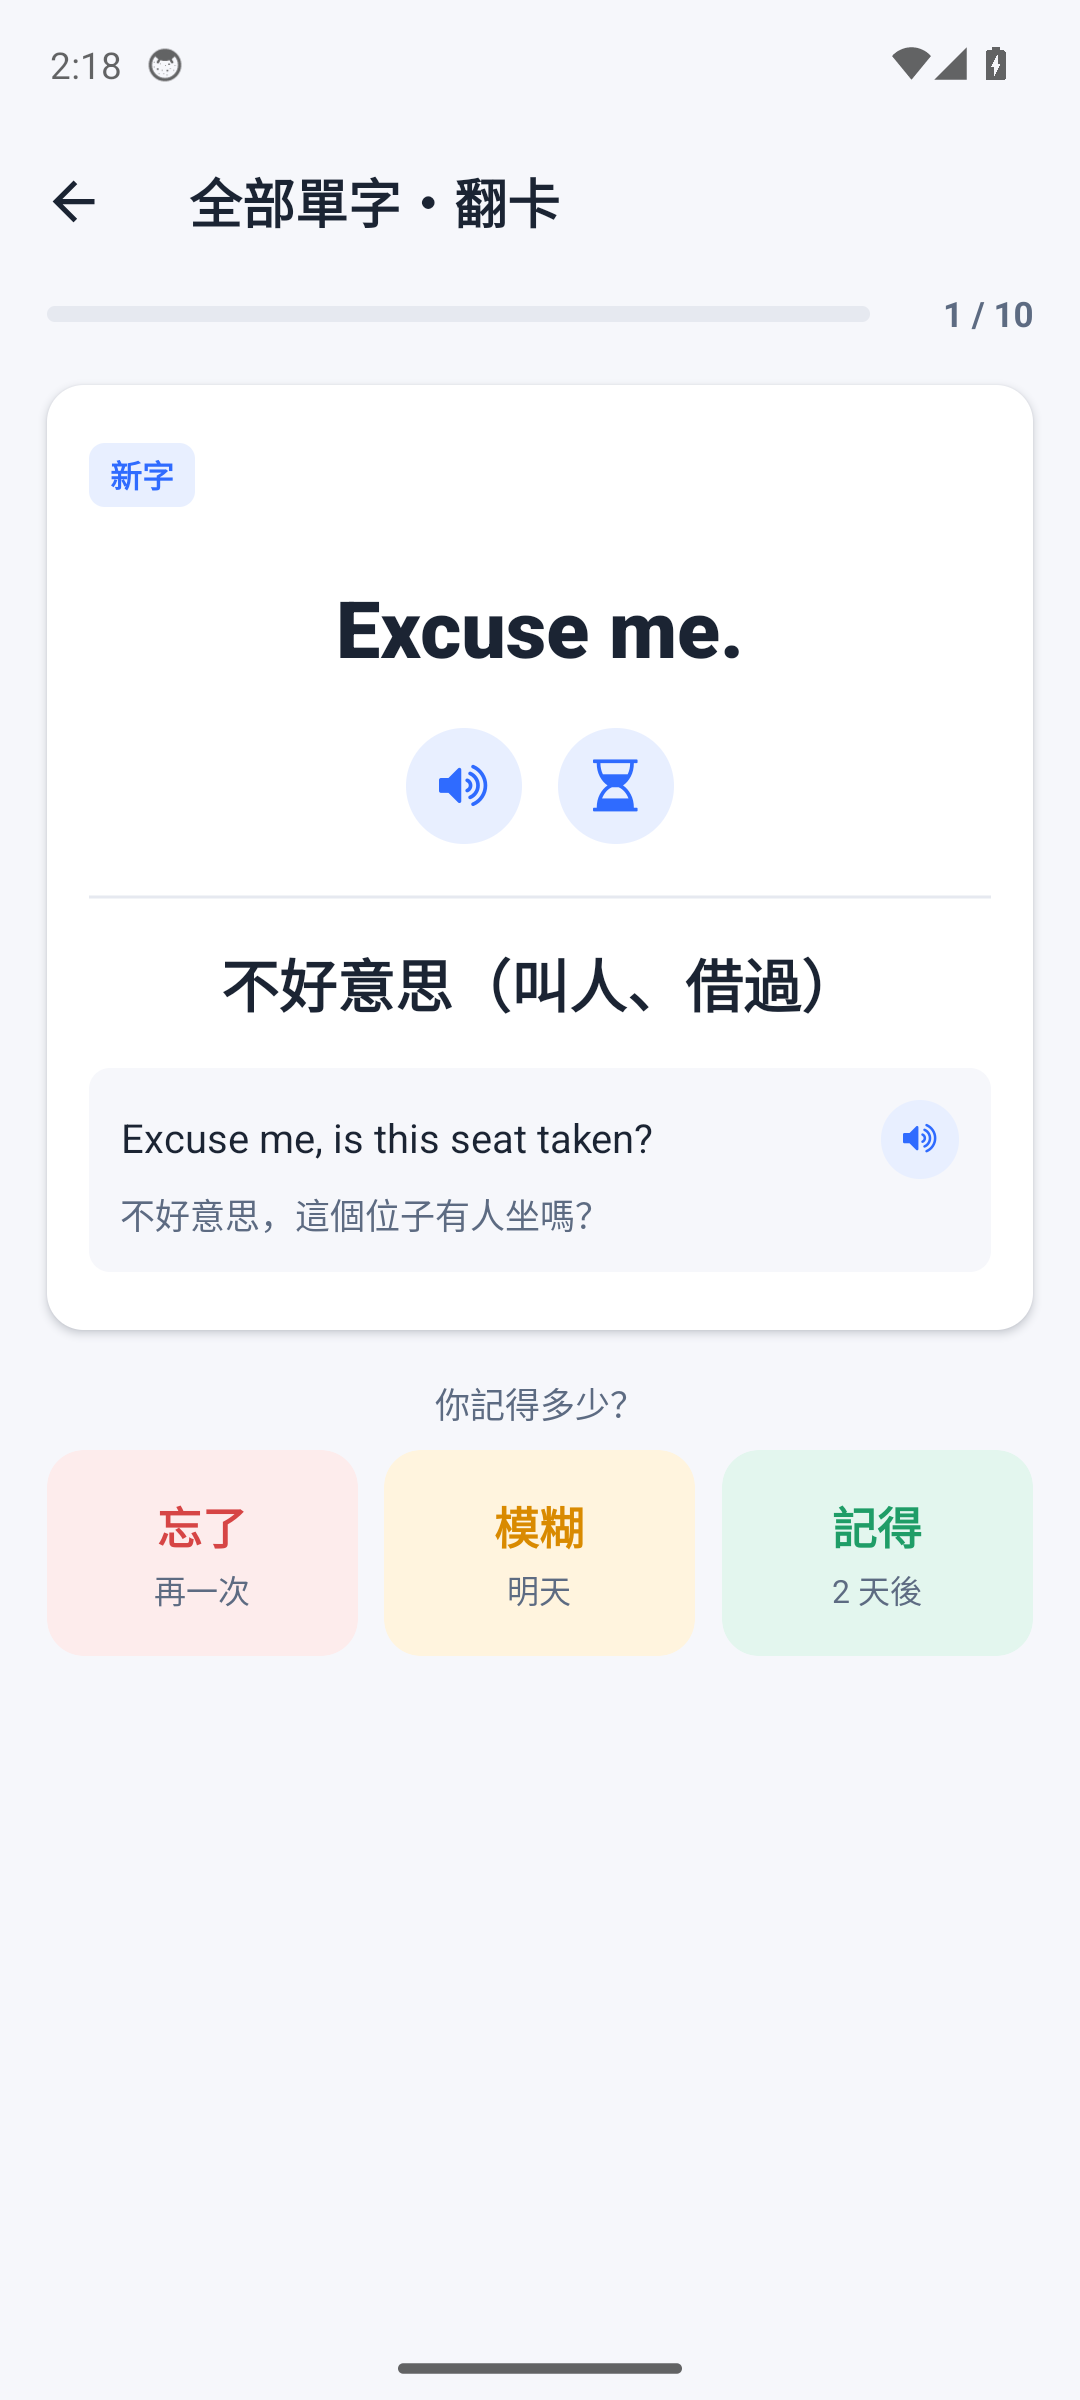 2:18
全部單字・翻卡
1 / 10
新字
Excuse me.
不好意思（叫人、借過）
Excuse me, is this seat taken?
不好意思，這個位子有人坐嗎？
你記得多少？
忘了
再一次
模糊
明天
記得
2 天後